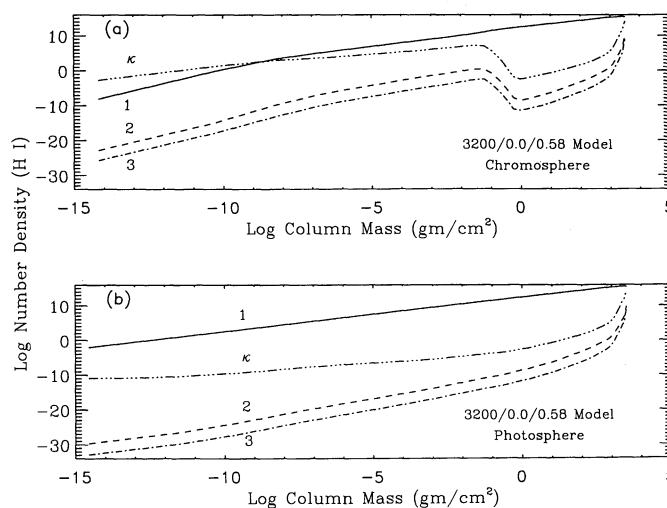 Log Number Density (H I)
(a)
10
0
−10
−20
−30
κ
1
2
3
3200/0.0/0.58 Model
Chromosphere
−15
−10
−5
0
5
Log Column Mass (gm/cm²)
(b)
10
0
−10
−20
−30
1
κ
2
3
3200/0.0/0.58 Model
Photosphere
−15
−10
−5
0
5
Log Column Mass (gm/cm²)